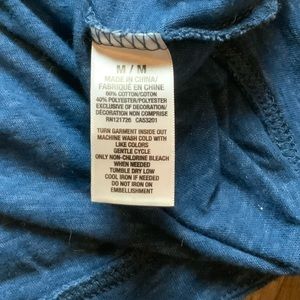 M / M
MADE IN CHINA/
FABRIQUÉ EN CHINE
60% COTTON/COTON
40% POLYESTER/POLYESTER
EXCLUSIVE OF DECORATION/
DÉCORATION NON COMPRISE
RN121726 CA53201
TURN GARMENT INSIDE OUT
MACHINE WASH COLD WITH
LIKE COLORS
GENTLE CYCLE
ONLY NON-CHLORINE BLEACH
WHEN NEEDED
TUMBLE DRY LOW
COOL IRON IF NEEDED
DO NOT IRON ON
EMBELLISHMENT